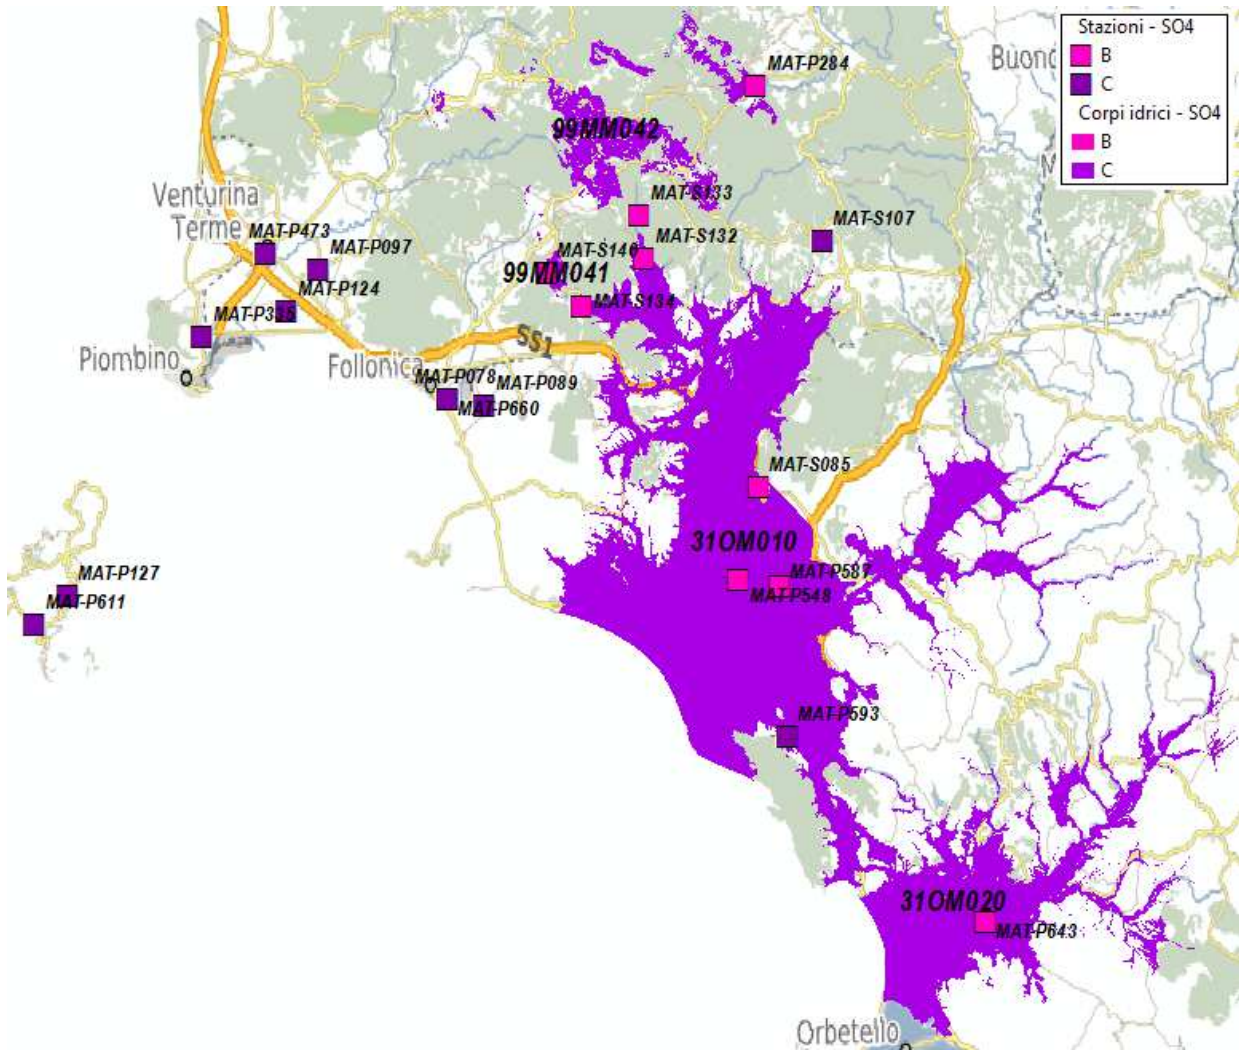 Stazioni - SO4
B
C
Corpi idrici - SO4
B
C
MAT-P284
99MM042
Venturina
Terme
MAT-S133
MAT-P473
MAT-S107
MAT-P097
MAT-S132
99MM041
MAT-P124
MAT-S134
Piombino
SS1
Follonica
MAT-P078
MAT-P089
MAT-P660
MAT-S085
31OM010
MAT-P127
MAT-P587
MAT-P548
MAT-P611
MAT-P593
31OM020
MAT-P643
Orbetello